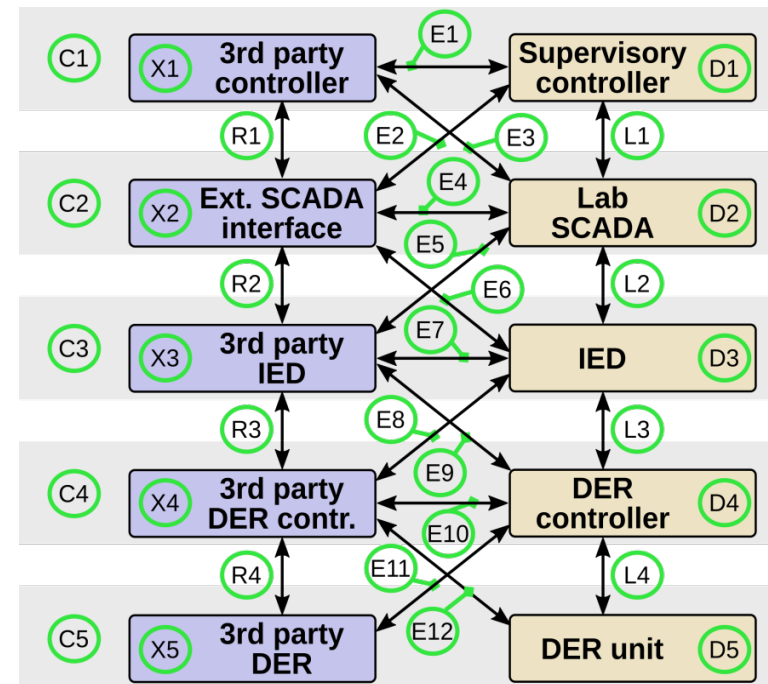 E1
C1
X1
3rd party
controller
Supervisory
controller
D1
R1
E2
E3
L1
C2
X2
Ext. SCADA
interface
E4
Lab
SCADA
D2
R2
E5
E6
L2
C3
X3
3rd party
IED
E7
IED
D3
R3
E8
E9
L3
C4
X4
3rd party
DER contr.
E10
DER
controller
D4
R4
E11
E12
L4
C5
X5
3rd party
DER
DER unit
D5